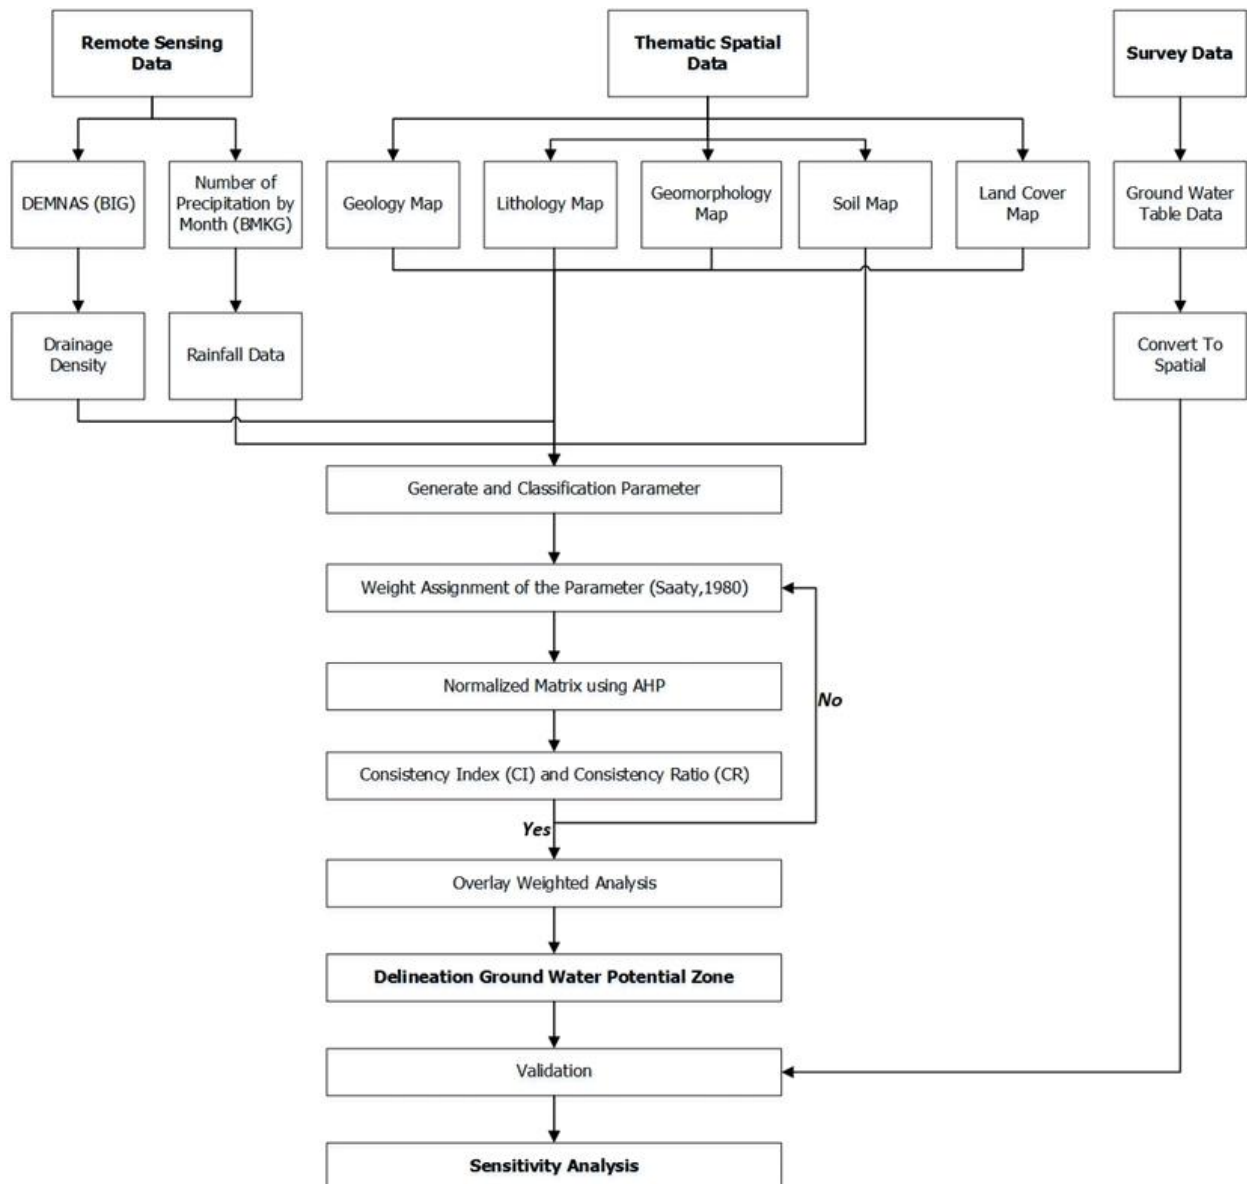 Remote Sensing
Data
Thematic Spatial
Data
Survey Data
DEMNAS (BIG)
Number of
Precipitation by
Month (BMKG)
Geology Map
Lithology Map
Geomorphology
Map
Soil Map
Land Cover
Map
Ground Water
Table Data
Drainage
Density
Rainfall Data
Convert To
Spatial
Generate and Classification Parameter
Weight Assignment of the Parameter (Saaty,1980)
Normalized Matrix using AHP
No
Consistency Index (CI) and Consistency Ratio (CR)
Yes
Overlay Weighted Analysis
Delineation Ground Water Potential Zone
Validation
Sensitivity Analysis